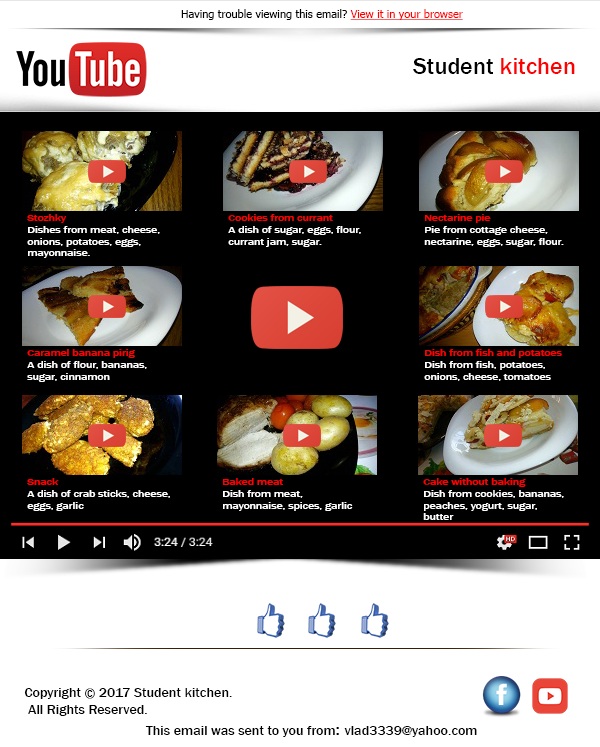 Having trouble viewing this email? View it in your browser
YouTube
Student kitchen
Stozhky
Dishes from meat, cheese,
onions, potatoes, eggs,
mayonnaise.
Cookies from currant
A dish of sugar, eggs, flour,
currant jam, sugar.
Nectarine pie
Pie from cottage cheese,
nectarine, eggs, sugar, flour.
Caramel banana pirig
A dish of flour, bananas,
sugar, cinnamon
Dish from fish and potatoes
Dish from fish, potatoes,
onions, cheese, tomatoes
Snack
A dish of crab sticks, cheese,
eggs, garlic
Baked meat
Dish from meat,
mayonnaise, spices, garlic
Cake without baking
Dish from cookies, bananas,
peaches, yogurt, sugar,
butter
3:24 / 3:24
HD
Copyright © 2017 Student kitchen.
All Rights Reserved.
f
This email was sent to you from: vlad3339@yahoo.com